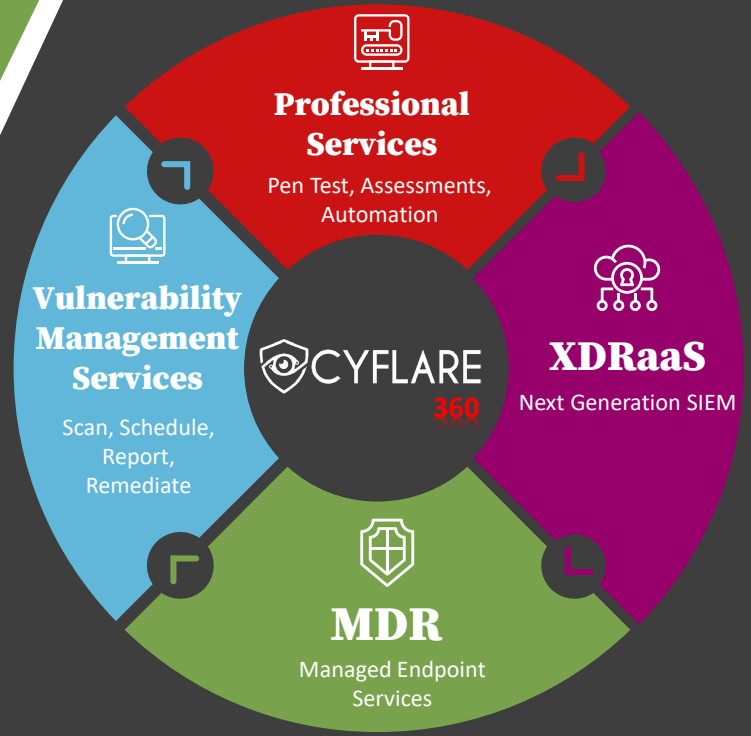 Professional
Services
Pen Test, Assessments,
Automation
Vulnerability
Management
Services
Scan, Schedule,
Report,
Remediate
CYFLARE
360
XDRaaS
Next Generation SIEM
MDR
Managed Endpoint
Services